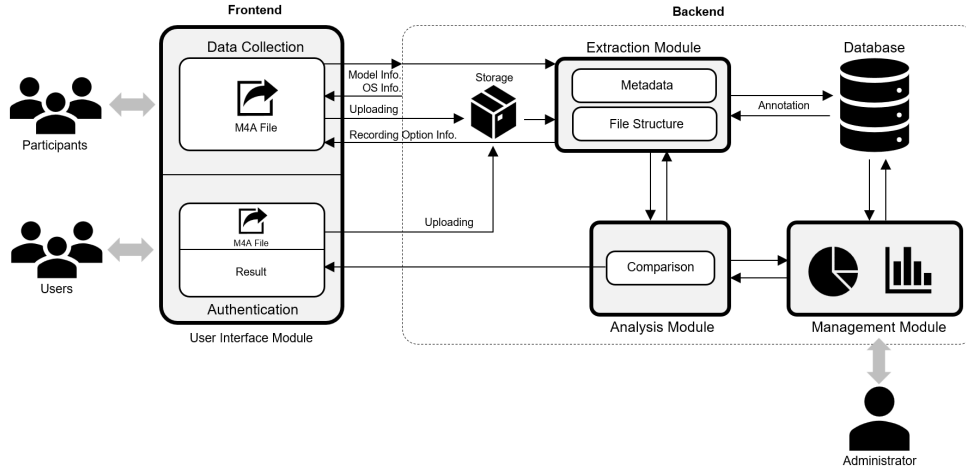 Frontend
Backend
Data Collection
M4A File
Participants
Model Info.
OS Info.
Uploading
Recording Option Info.
Storage
Extraction Module
Metadata
File Structure
Annotation
Database
M4A File
Result
Authentication
User Interface Module
Users
Uploading
Comparison
Analysis Module
Management Module
Administrator